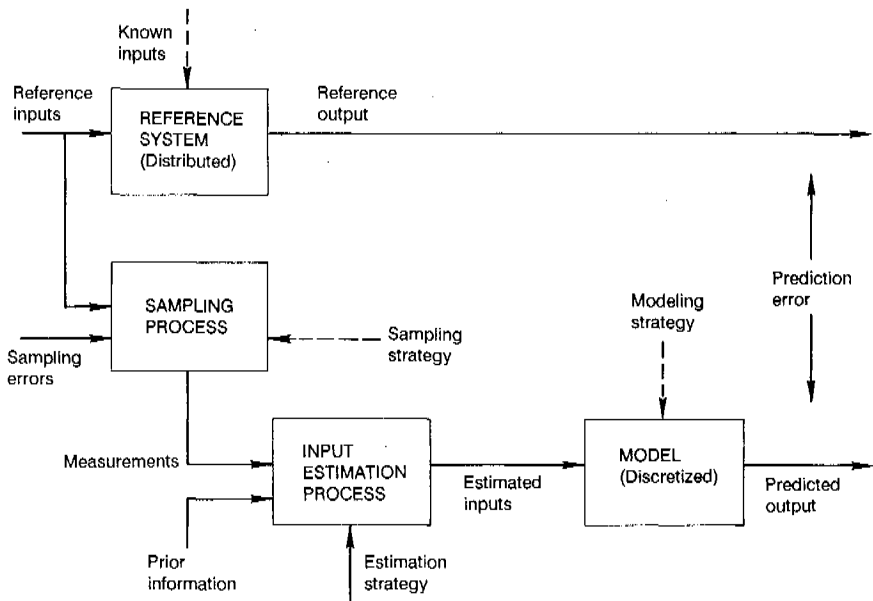 Known
inputs
Reference
inputs
REFERENCE
SYSTEM
(Distributed)
Reference
output
SAMPLING
PROCESS
Sampling
errors
Sampling
strategy
Modeling
strategy
Prediction
error
Measurements
INPUT
ESTIMATION
PROCESS
Estimated
inputs
MODEL
(Discretized)
Predicted
output
Prior
information
Estimation
strategy